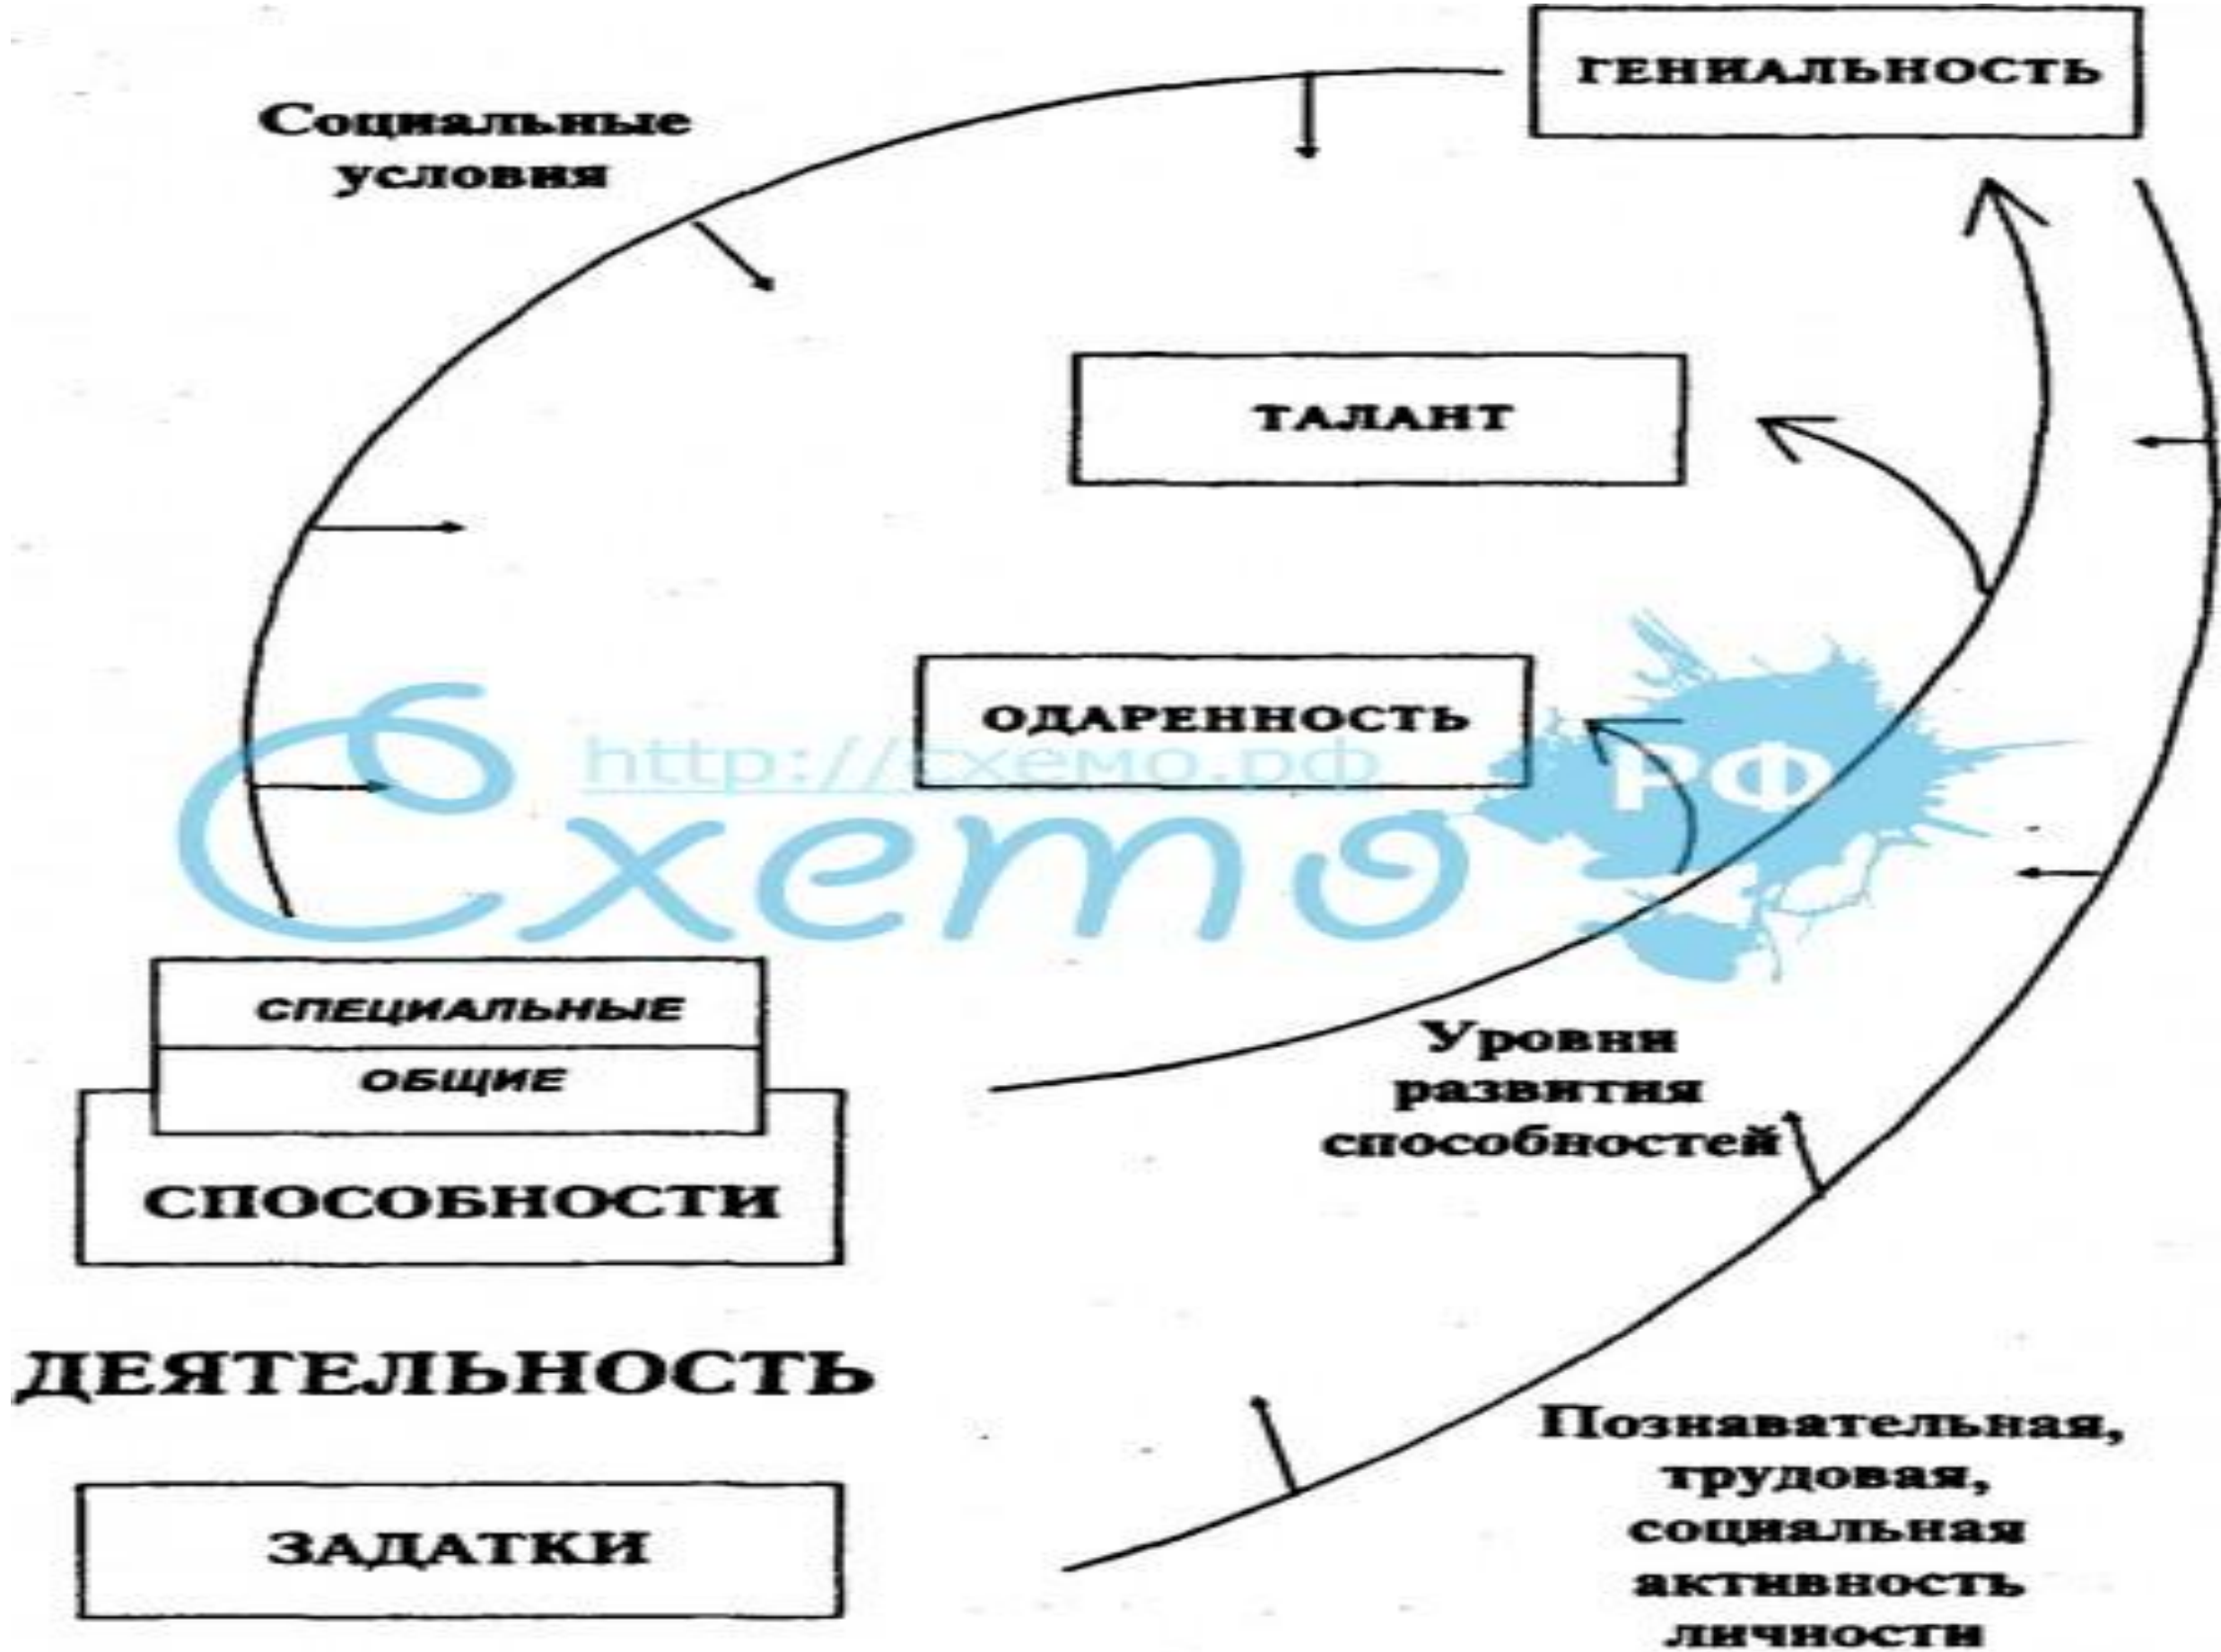 ГЕНИАЛЬНОСТЬ
Социальные
условия
ТАЛАНТ
ОДАРЕННОСТЬ
http://схемо.рф
Схемо
РФ
СПЕЦИАЛЬНЫЕ
ОБЩИЕ
СПОСОБНОСТИ
Уровни
развития
способностей
ДЕЯТЕЛЬНОСТЬ
ЗАДАТКИ
Познавательная,
трудовая,
социальная
активность
личности